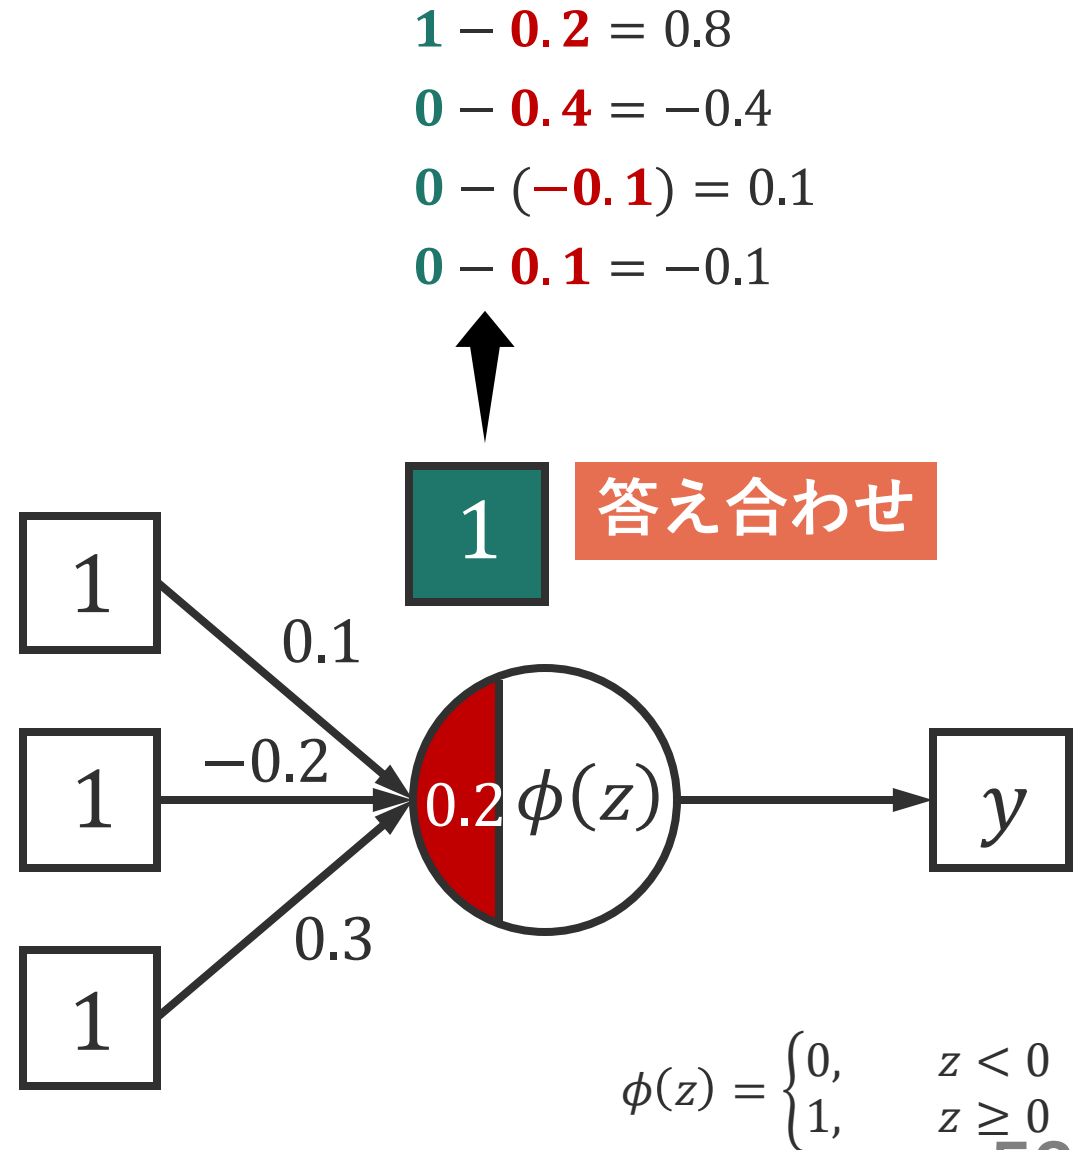 1 − 0.2 = 0.8
0 − 0.4 = −0.4
0 − (−0.1) = 0.1
0 − 0.1 = −0.1
1
答え合わせ
1
0.1
−0.2
1
0.2
ϕ(z)
y
0.3
1
ϕ(z) = {0, z < 0
1, z ≥ 0